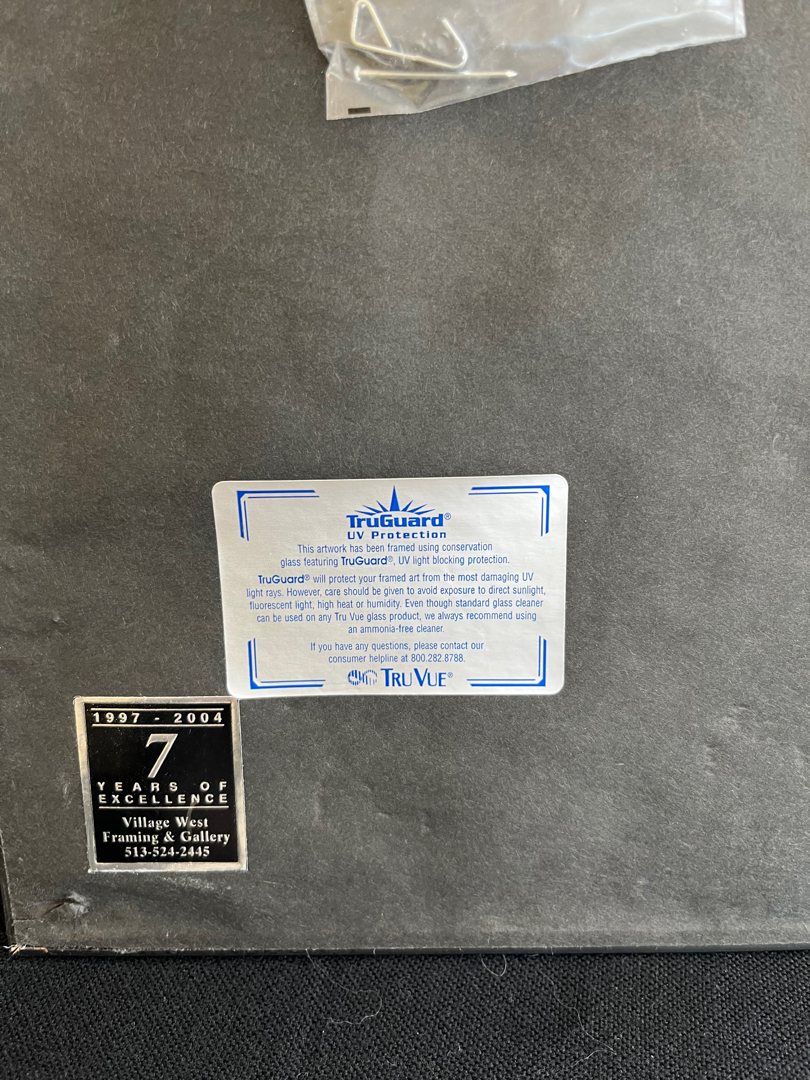 TruGuard®
UV Protection
This artwork has been framed using conservation
glass featuring TruGuard®, UV light blocking protection.
TruGuard® will protect your framed art from the most damaging UV
light rays. However, care should be given to avoid exposure to direct sunlight,
fluorescent light, high heat or humidity. Even though standard glass cleaner
can be used on any Tru Vue glass product, we always recommend using
an ammonia-free cleaner.
If you have any questions, please contact our
consumer helpline at 800.282.8788.
TRU VUE®
1997 - 2004
7
YEARS OF
EXCELLENCE
Village West
Framing & Gallery
513-524-2445